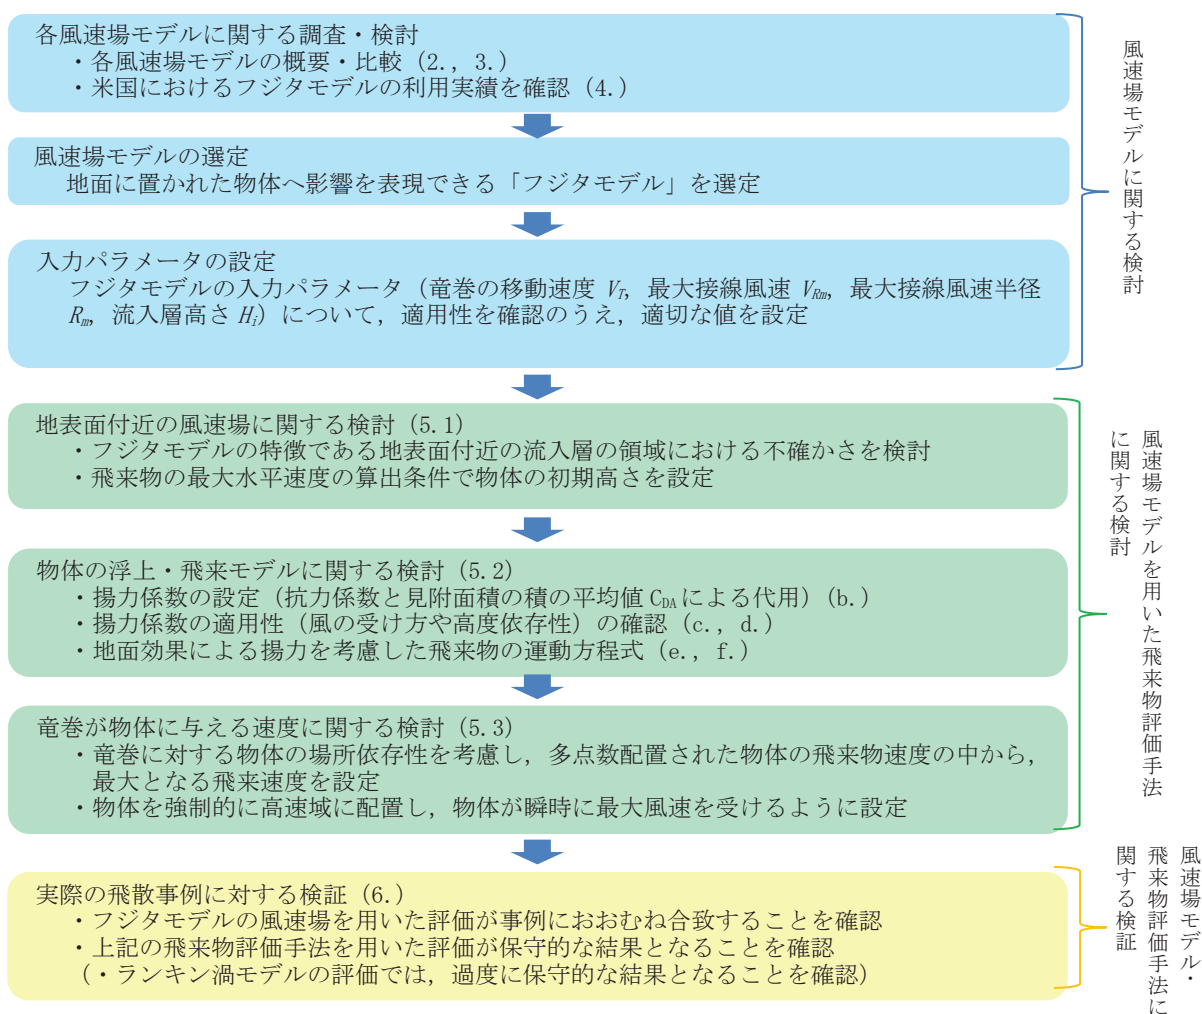 各風速場モデルに関する調査・検討
・各風速場モデルの概要・比較（2.，3.）
・米国におけるフジタモデルの利用実績を確認（4.）
風速場モデルの選定
地面に置かれた物体へ影響を表現できる「フジタモデル」を選定
入力パラメータの設定
フジタモデルの入力パラメータ（竜巻の移動速度 V_T，最大接線風速 V_Rm，最大接線風速半径
R_m，流入層高さ H_i）について，適用性を確認のうえ，適切な値を設定
風速場モデルに関する検討
地表面付近の風速場に関する検討（5.1）
・フジタモデルの特徴である地表面付近の流入層の領域における不確かさを検討
・飛来物の最大水平速度の算出条件で物体の初期高さを設定
物体の浮上・飛来モデルに関する検討（5.2）
・揚力係数の設定（抗力係数と見附面積の積の平均値 C_DA による代用）（b.）
・揚力係数の適用性（風の受け方や高度依存性）の確認（c.，d.）
・地面効果による揚力を考慮した飛来物の運動方程式（e.，f.）
竜巻が物体に与える速度に関する検討（5.3）
・竜巻に対する物体の場所依存性を考慮し，多点数配置された物体の飛来物速度の中から，
最大となる飛来速度を設定
・物体を強制的に高速域に配置し，物体が瞬時に最大風速を受けるように設定
風速場モデルを用いた飛来物評価手法
に関する検討
実際の飛散事例に対する検証（6.）
・フジタモデルの風速場を用いた評価が事例におおむね合致することを確認
・上記の飛来物評価手法を用いた評価が保守的な結果となることを確認
（・ランキン渦モデルの評価では，過度に保守的な結果となることを確認）
風速場モデル・
飛来物評価手法に
関する検証